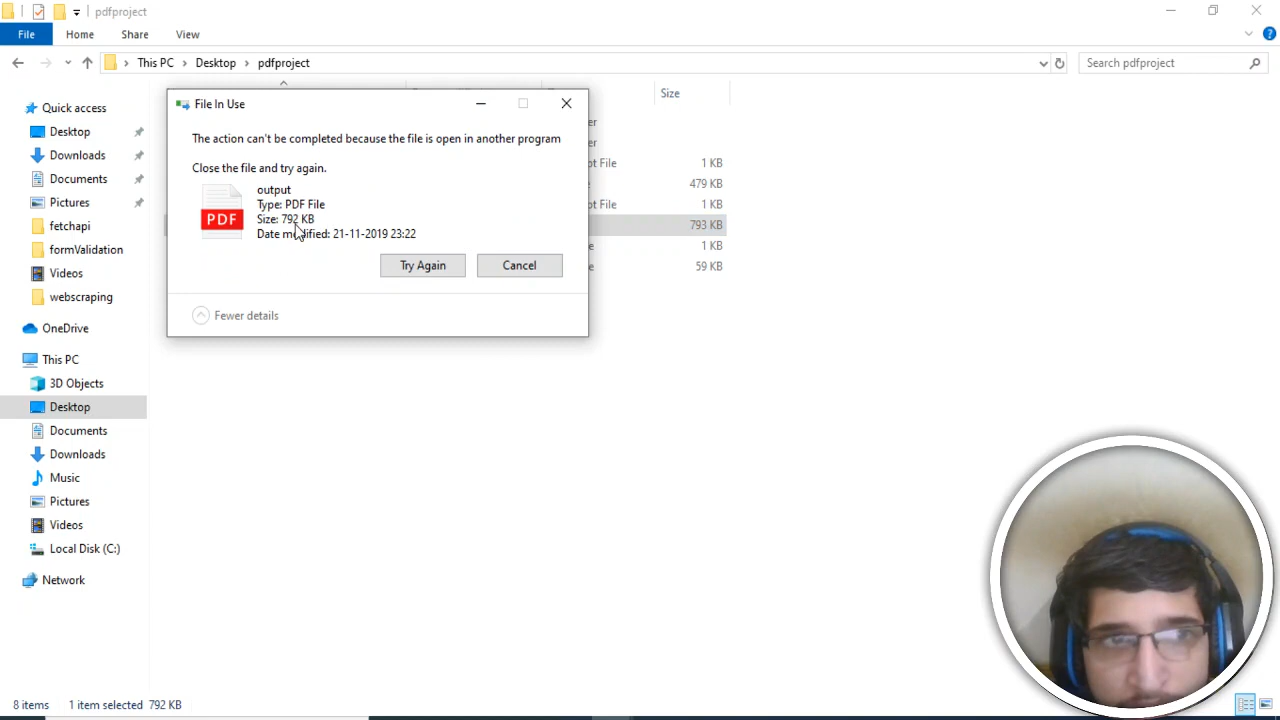 pdfproject
File
Home
Share
View
This PC
Desktop
pdfproject
Search pdfproject
Quick access
Desktop
Downloads
Documents
Pictures
fetchapi
formValidation
Videos
webscraping
OneDrive
This PC
3D Objects
Desktop
Documents
Downloads
Music
Pictures
Videos
Local Disk (C:)
Network
File In Use
The action can't be completed because the file is open in another program
Close the file and try again.
PDF
output
Type: PDF File
Size: 792 KB
Date modified: 21-11-2019 23:22
Try Again
Cancel
Fewer details
Size
File 1 KB
479 KB
File 1 KB
793 KB
1 KB
59 KB
8 items 1 item selected 792 KB